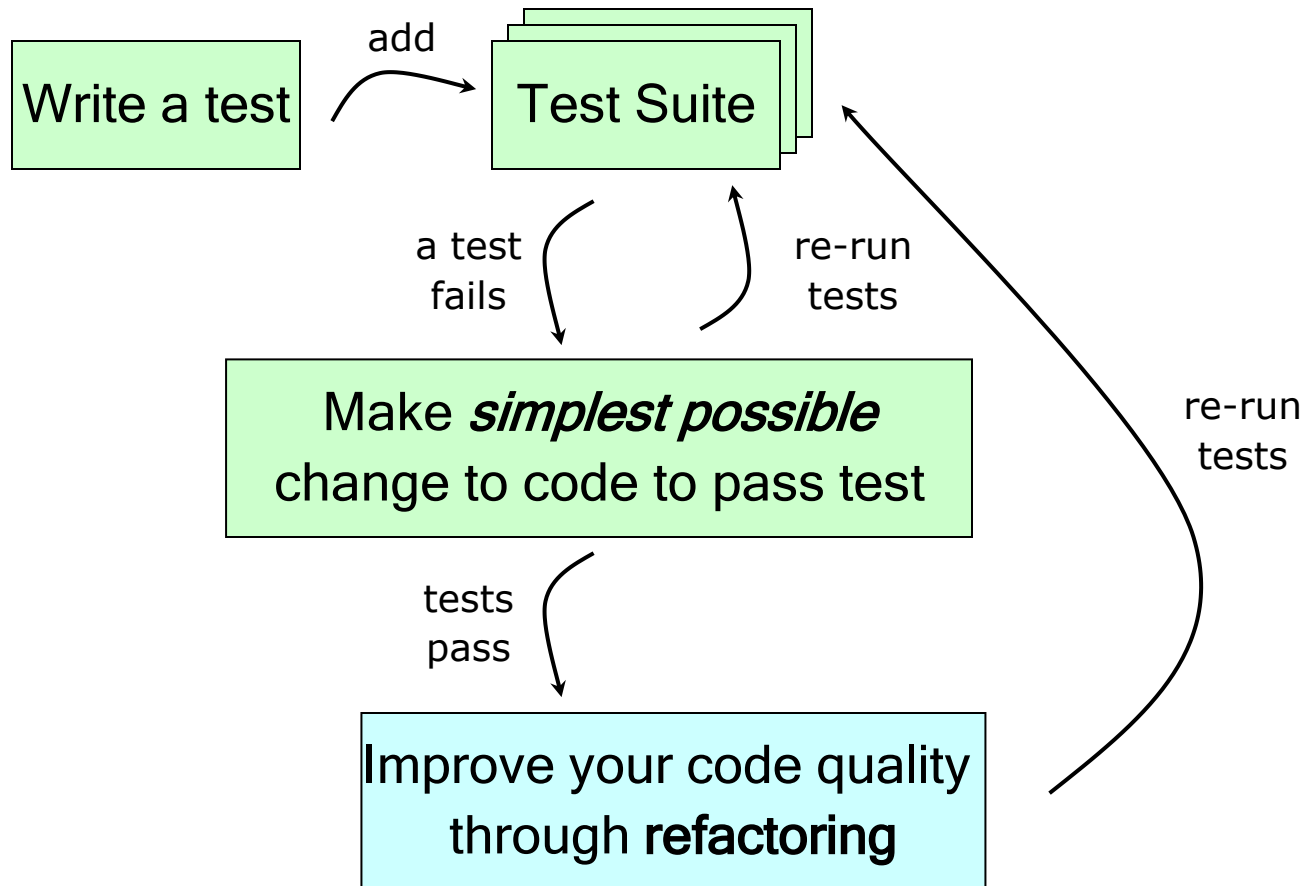 add
Write a test
Test Suite
a test
fails
re-run
tests
Make simplest possible
change to code to pass test
re-run
tests
tests
pass
Improve your code quality
through refactoring